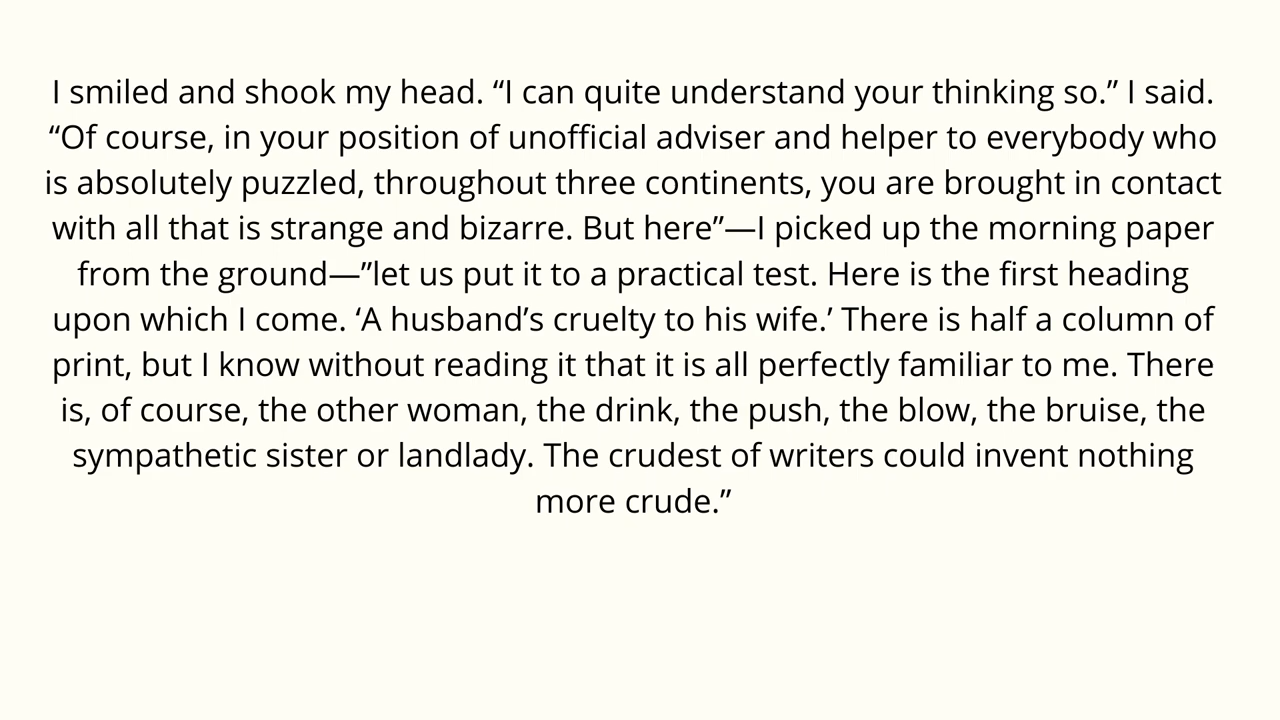 I smiled and shook my head. “I can quite understand your thinking so.” I said.
“Of course, in your position of unofficial adviser and helper to everybody who
is absolutely puzzled, throughout three continents, you are brought in contact
with all that is strange and bizarre. But here”—I picked up the morning paper
from the ground—”let us put it to a practical test. Here is the first heading
upon which I come. ‘A husband’s cruelty to his wife.’ There is half a column of
print, but I know without reading it that it is all perfectly familiar to me. There
is, of course, the other woman, the drink, the push, the blow, the bruise, the
sympathetic sister or landlady. The crudest of writers could invent nothing
more crude.”